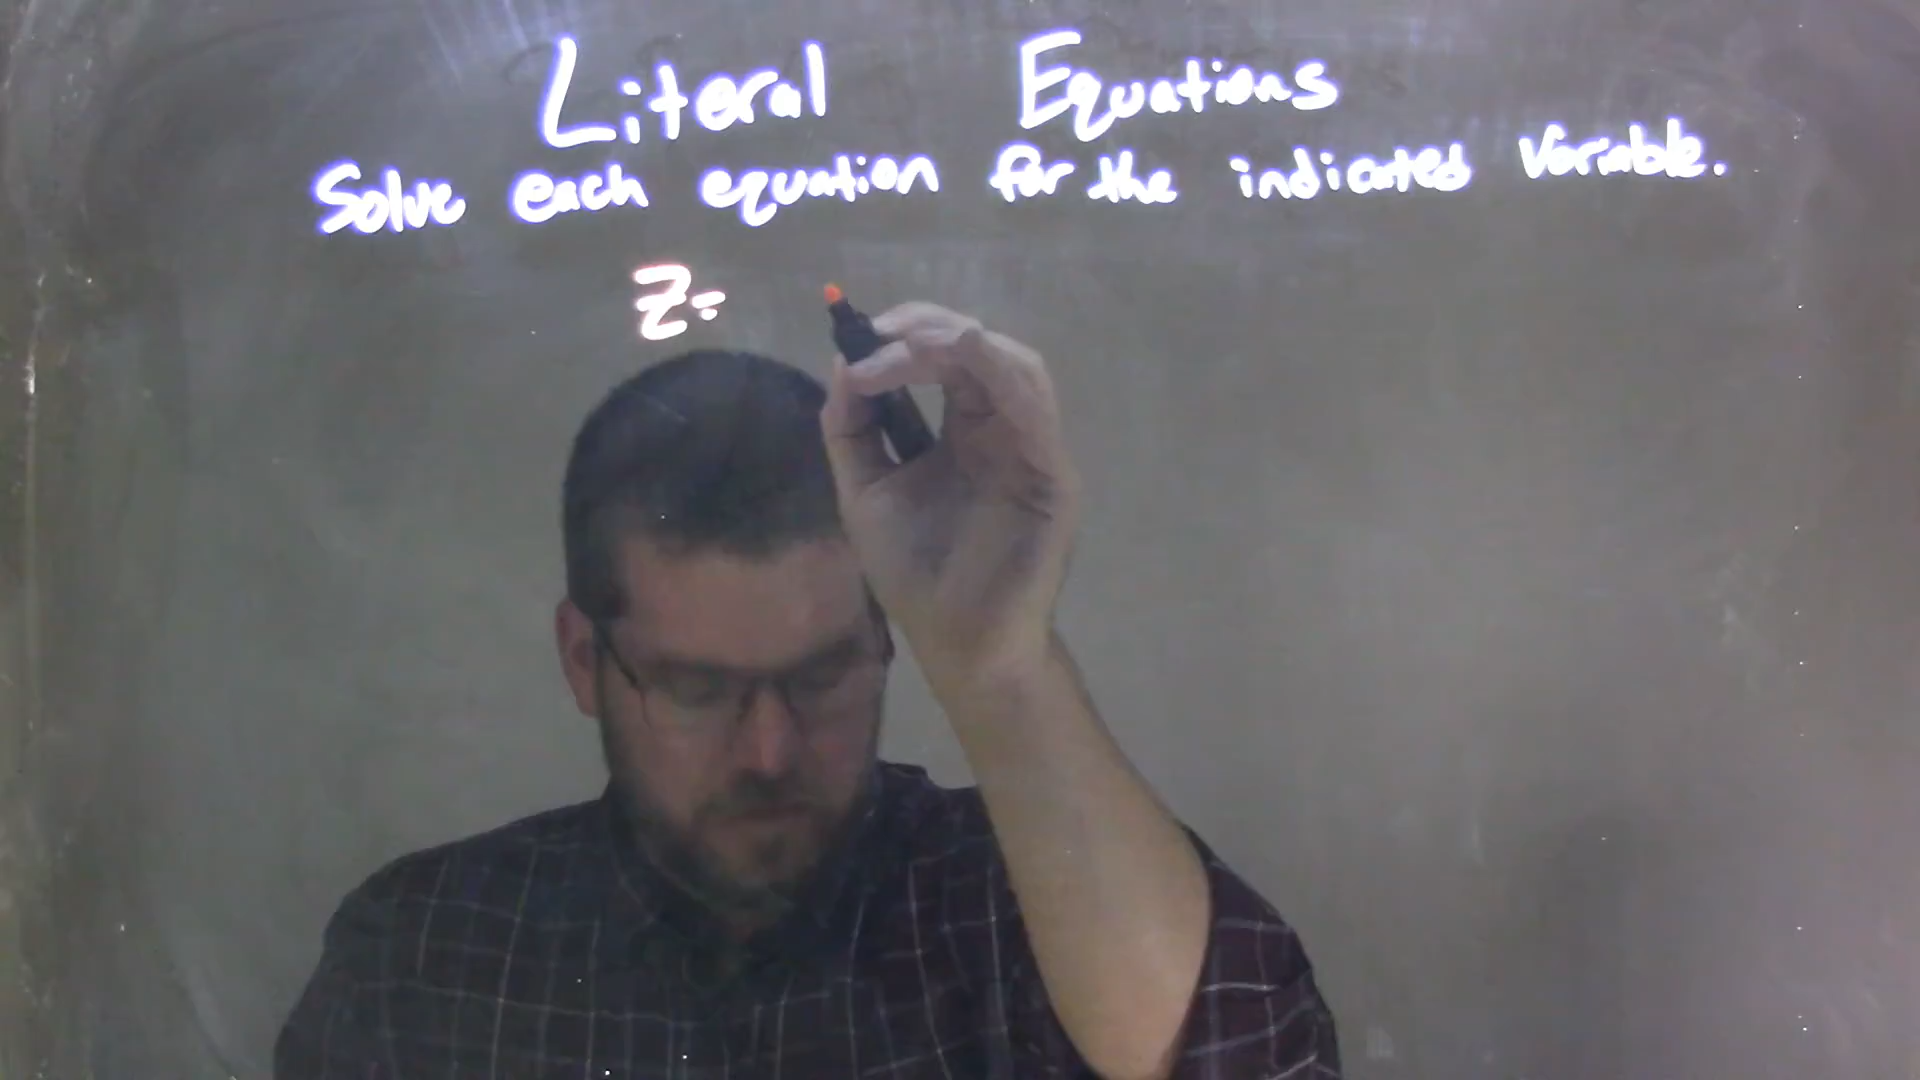 Literal Equations
Solve each equation for the indicated variable.
Z=